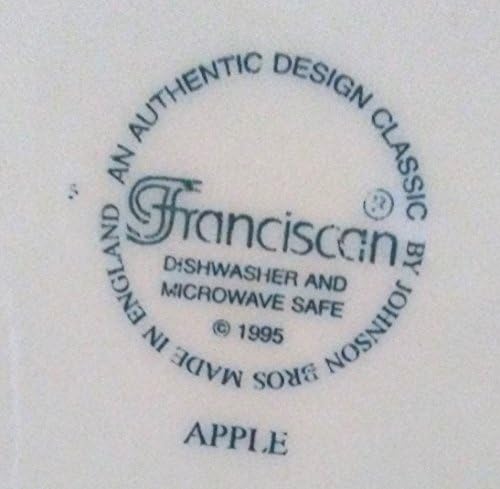 AN AUTHENTIC DESIGN CLASSIC BY JOHNSON BROS MADE IN ENGLAND
Franciscan ®
DISHWASHER AND
MICROWAVE SAFE
© 1995
APPLE
s